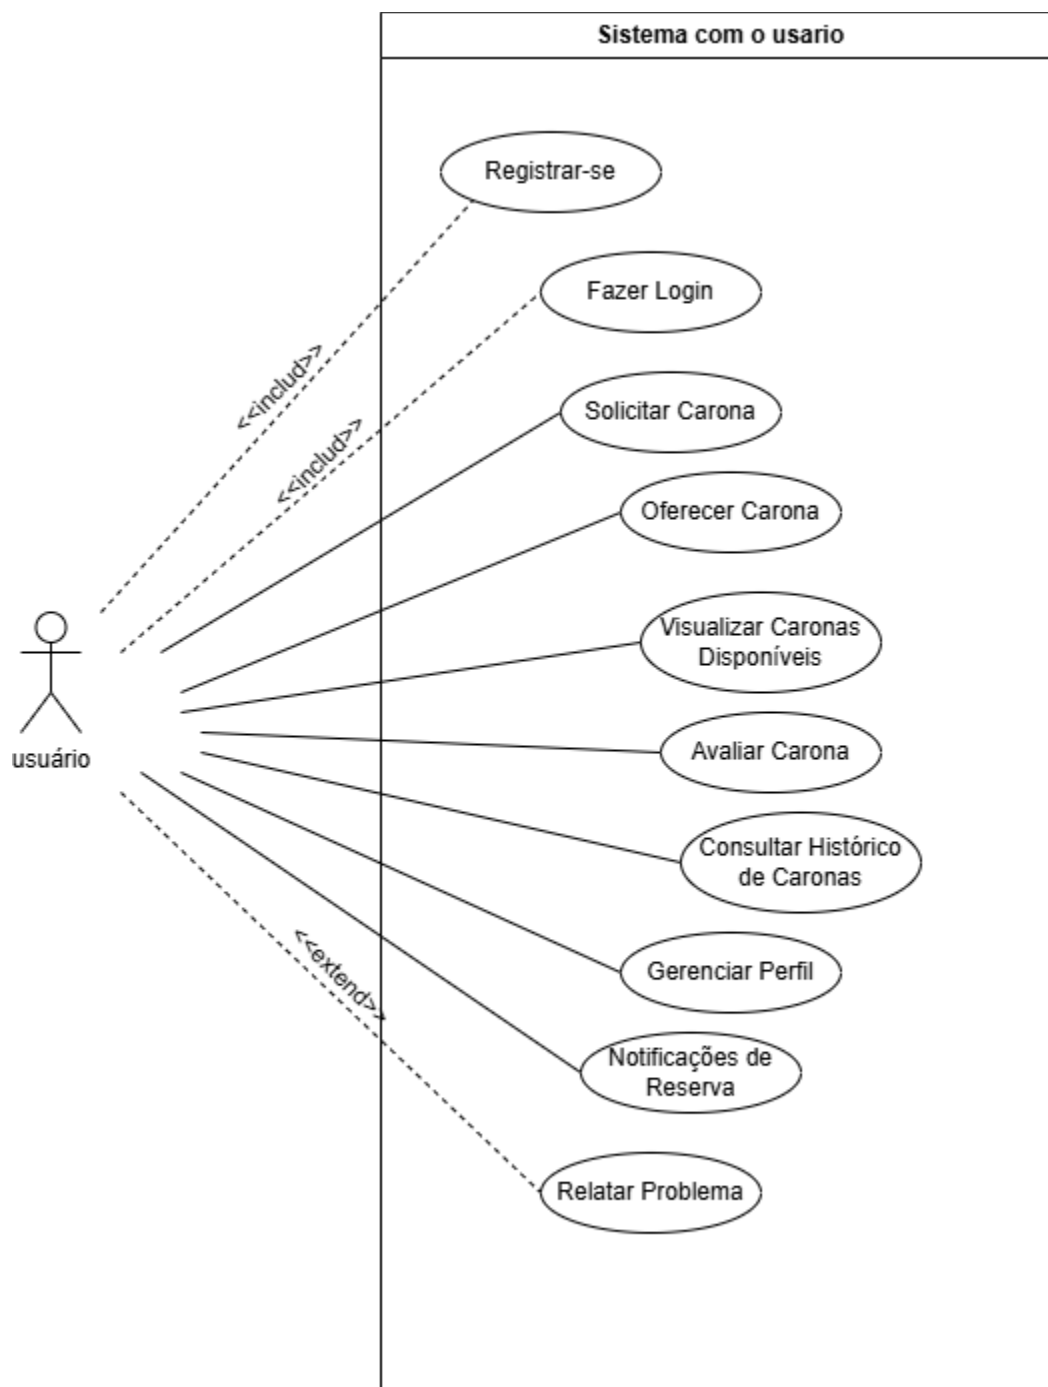 Sistema com o usario
Registrar-se
Fazer Login
<<includ>>
Solicitar Carona
<<includ>>
Oferecer Carona
Visualizar Caronas
Disponíveis
usuário
Avaliar Carona
Consultar Histórico
de Caronas
<<extend>>
Gerenciar Perfil
Notificações de
Reserva
Relatar Problema